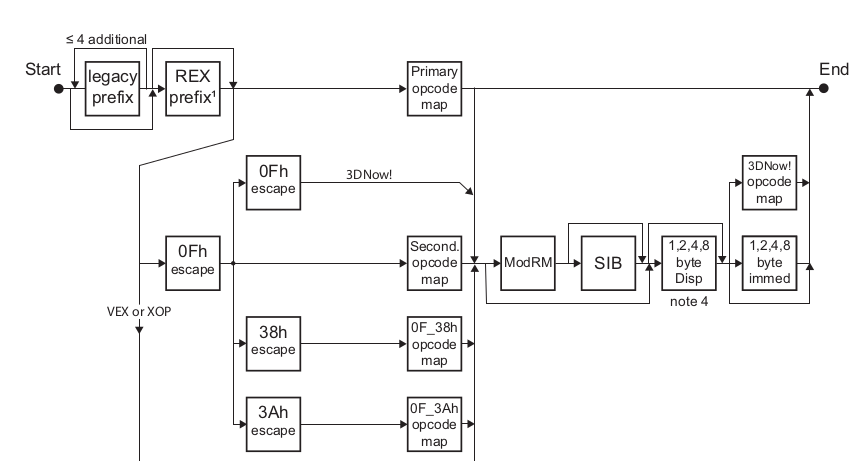 ≤ 4 additional
Start
legacy
prefix
REX
prefix¹
Primary
opcode
map
End
0Fh
escape
3DNow!
3DNow!
opcode
map
0Fh
escape
Second.
opcode
map
ModRM
SIB
1,2,4,8
byte
Disp
note 4
1,2,4,8
byte
immed
VEX or XOP
38h
escape
0F_38h
opcode
map
3Ah
escape
0F_3Ah
opcode
map